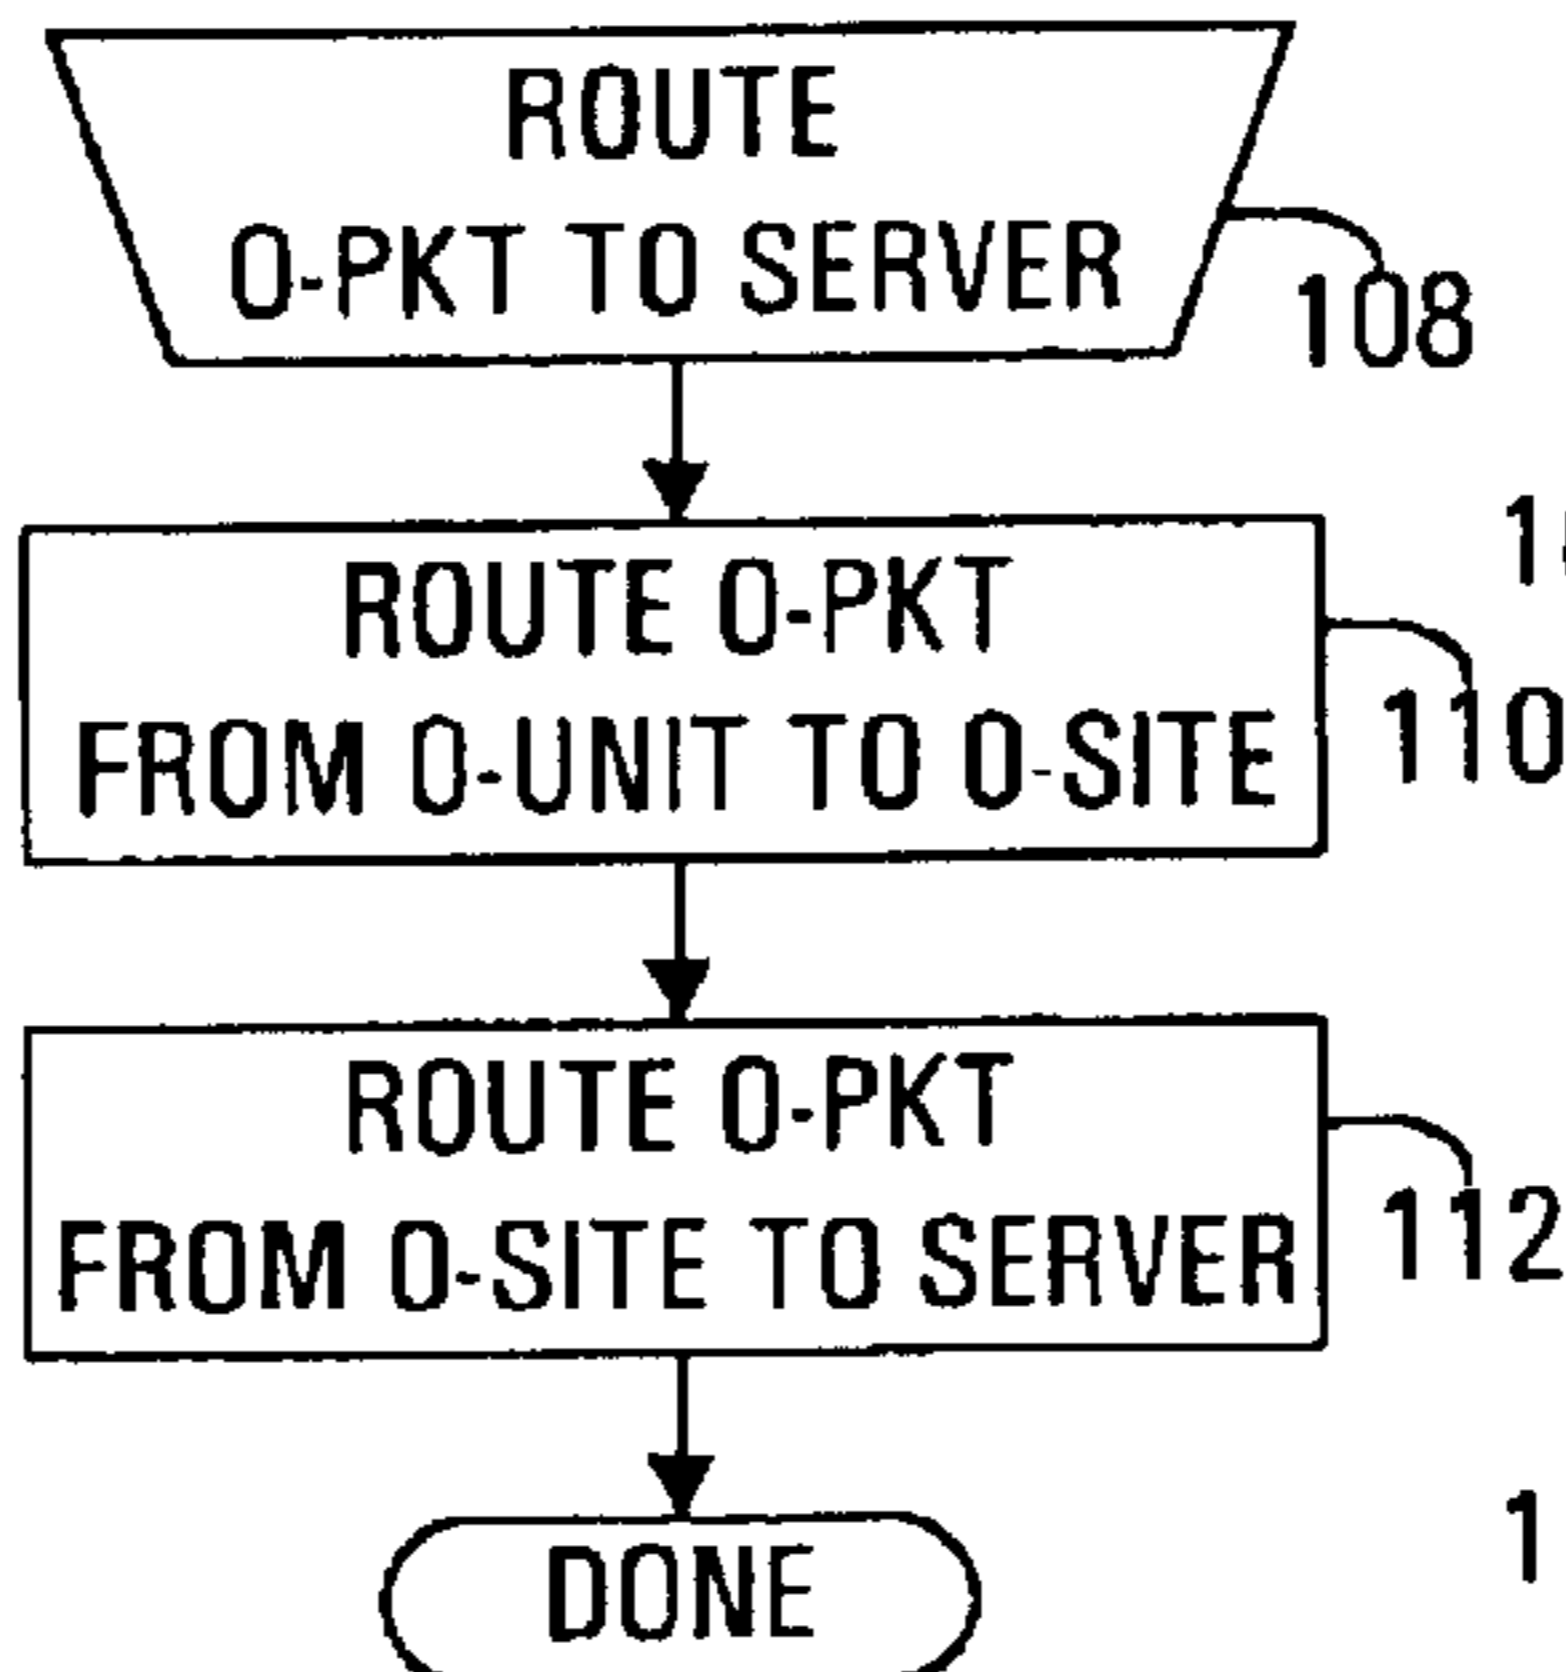 ROUTE
O-PKT TO SERVER
108
ROUTE O-PKT
FROM O-UNIT TO O-SITE
110
ROUTE O-PKT
FROM O-SITE TO SERVER
112
DONE